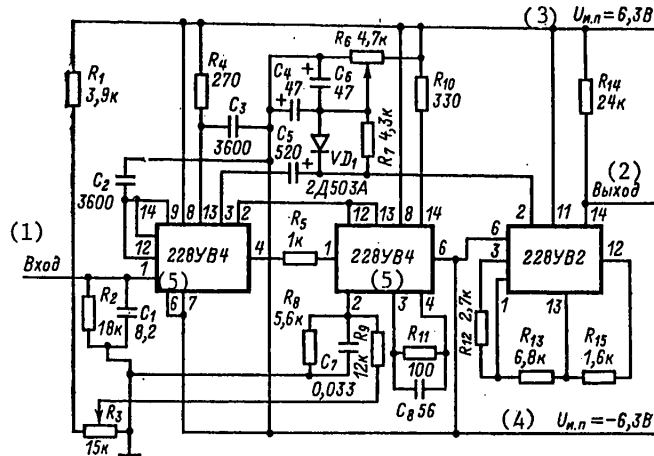 (3) Uи.п = 6,3В
R6 4,7к
R1 3,9к
R4 270
C4 47
C6 47
R10 330
R14 24к
C3 3600
C5 520
R7 4,3к
VD1
2Д503А
C2 3600
(2)
Выход
14 9 8 13 3 2
12 13 8 14
2 11 14
(1)
Вход
12
1
228УВ4
(5)
4
R5 1к
1
228УВ4
(5)
6
6
3
1
228УВ2
12
13
6 7
2 3 4
R2 18к
C1 8,2
R8 5,6к
R9 12к
C7 0,033
R11 100
C8 56
R12 2,7к
R13 6,8к
R15 1,6к
R3 15к
(4) Uи.п = -6,3В